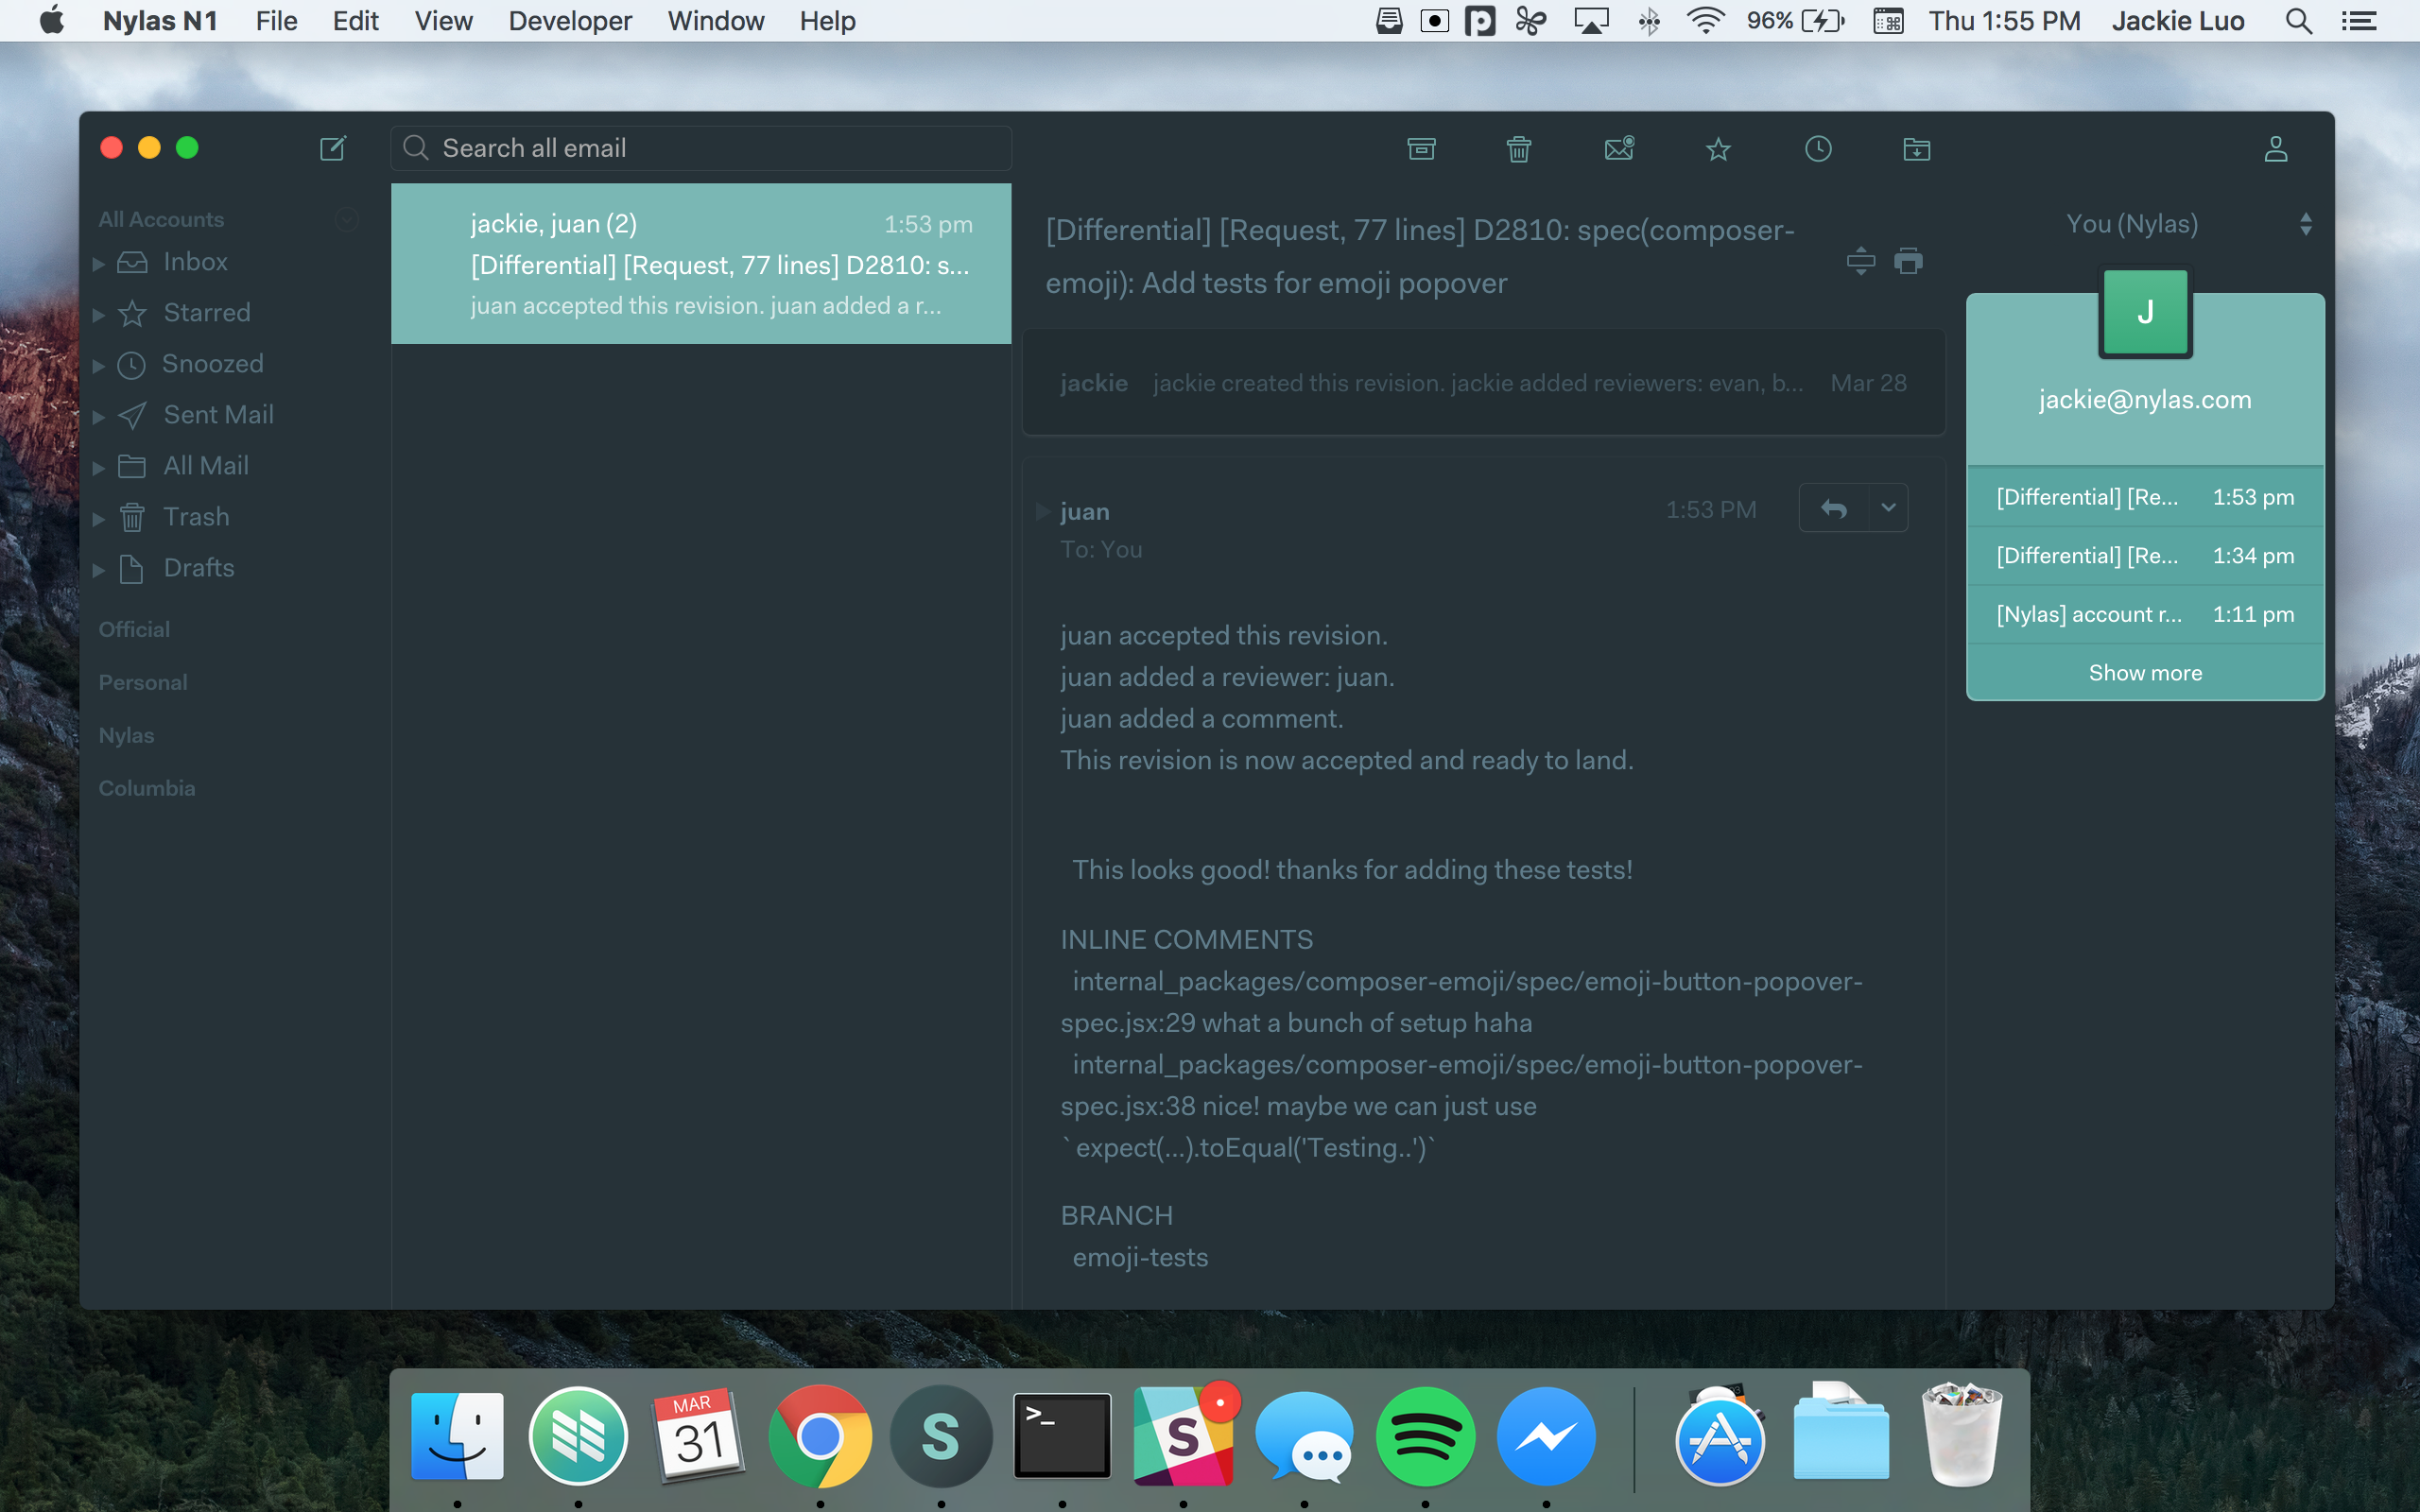 Nylas N1 File Edit View Developer Window Help 96% Thu 1:55 PM Jackie Luo
Search all email
All Accounts
Inbox
Starred
Snoozed
Sent Mail
All Mail
Trash
Drafts
Official
Personal
Nylas
Columbia
jackie, juan (2) 1:53 pm
[Differential] [Request, 77 lines] D2810: s...
juan accepted this revision. juan added a r...
[Differential] [Request, 77 lines] D2810: spec(composer-
emoji): Add tests for emoji popover
jackie jackie created this revision. jackie added reviewers: evan, b... Mar 28
juan 1:53 PM
To: You
juan accepted this revision.
juan added a reviewer: juan.
juan added a comment.
This revision is now accepted and ready to land.
This looks good! thanks for adding these tests!
INLINE COMMENTS
internal_packages/composer-emoji/spec/emoji-button-popover-
spec.jsx:29 what a bunch of setup haha
internal_packages/composer-emoji/spec/emoji-button-popover-
spec.jsx:38 nice! maybe we can just use
`expect(...).toEqual('Testing..')`
BRANCH
emoji-tests
You (Nylas)
J
jackie@nylas.com
[Differential] [Re... 1:53 pm
[Differential] [Re... 1:34 pm
[Nylas] account r... 1:11 pm
Show more
MAR
31
S
>_
S